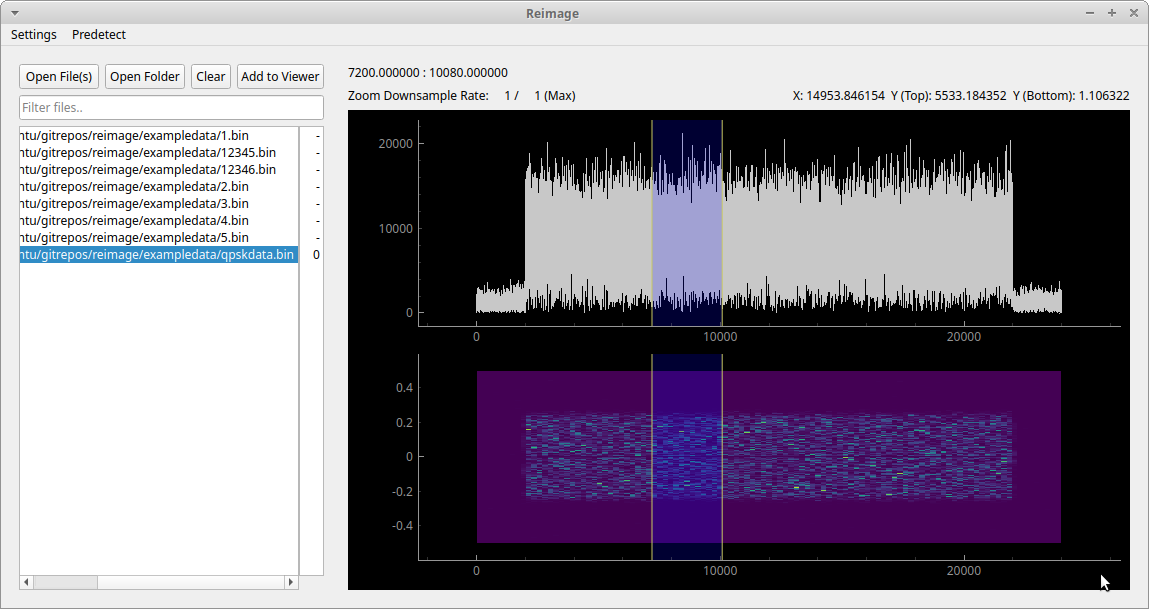 Reimage
Settings Predetect
Open File(s) Open Folder Clear Add to Viewer
Filter files..
ntu/gitrepos/reimage/exampledata/1.bin -
ntu/gitrepos/reimage/exampledata/12345.bin -
ntu/gitrepos/reimage/exampledata/12346.bin -
ntu/gitrepos/reimage/exampledata/2.bin -
ntu/gitrepos/reimage/exampledata/3.bin -
ntu/gitrepos/reimage/exampledata/4.bin -
ntu/gitrepos/reimage/exampledata/5.bin -
ntu/gitrepos/reimage/exampledata/qpskdata.bin 0
7200.000000 : 10080.000000
Zoom Downsample Rate: 1 / 1 (Max) X: 14953.846154 Y (Top): 5533.184352 Y (Bottom): 1.106322
20000
10000
0
0 10000 20000
0.4
0.2
0
-0.2
-0.4
0 10000 20000